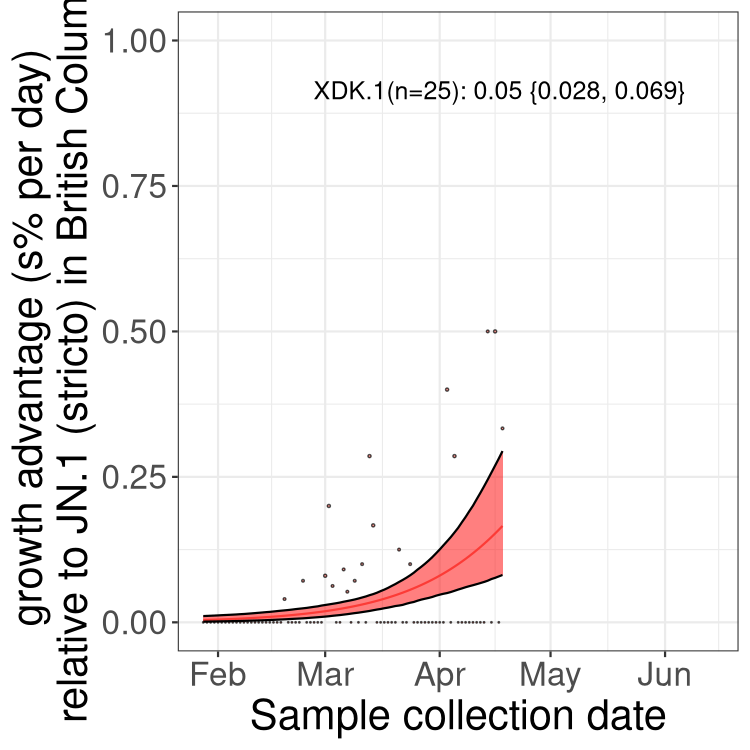 growth advantage (s% per day)
relative to JN.1 (stricto) in British Colum
1.00
0.75
0.50
0.25
0.00
XDK.1(n=25): 0.05 {0.028, 0.069}
Feb Mar Apr May Jun
Sample collection date